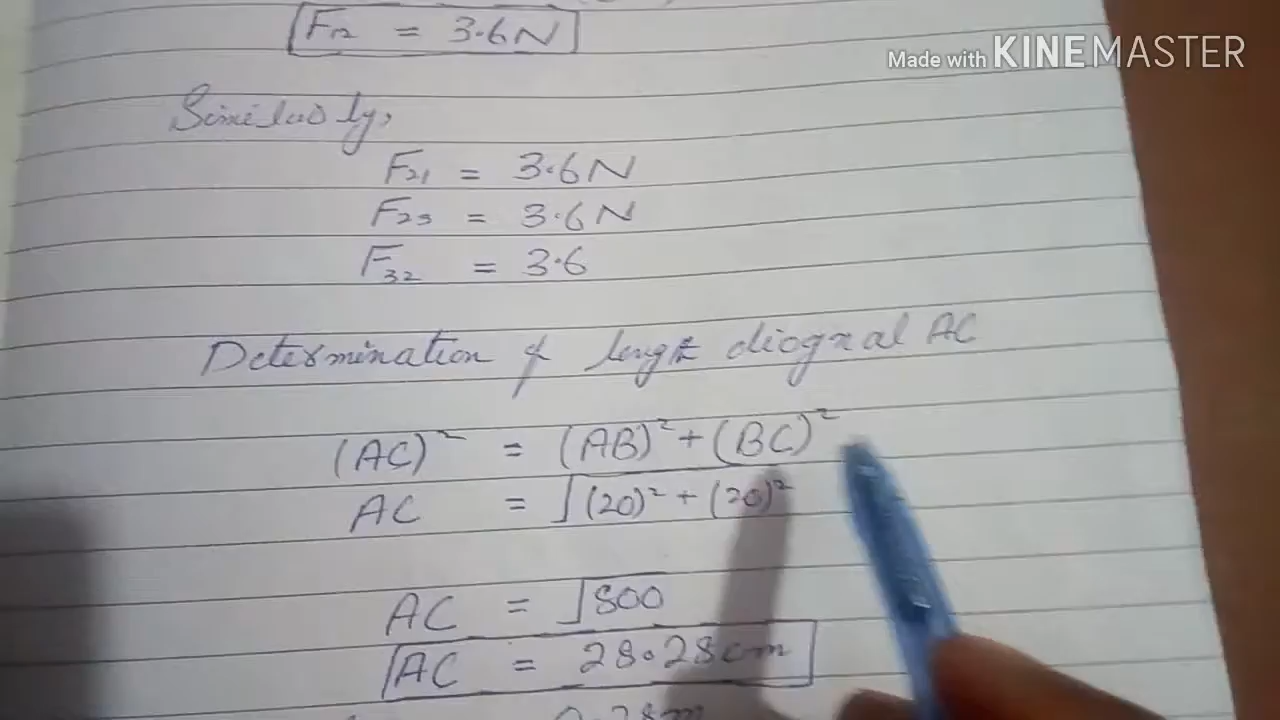 F12 = 3.6N
Made with KINEMASTER
Similarly,
F21 = 3.6N
F23 = 3.6N
F32 = 3.6
Determination of length diognal AC
(AC)² = (AB)² + (BC)²
AC = √(20)² + (20)²
AC = √800
AC = 28.28cm